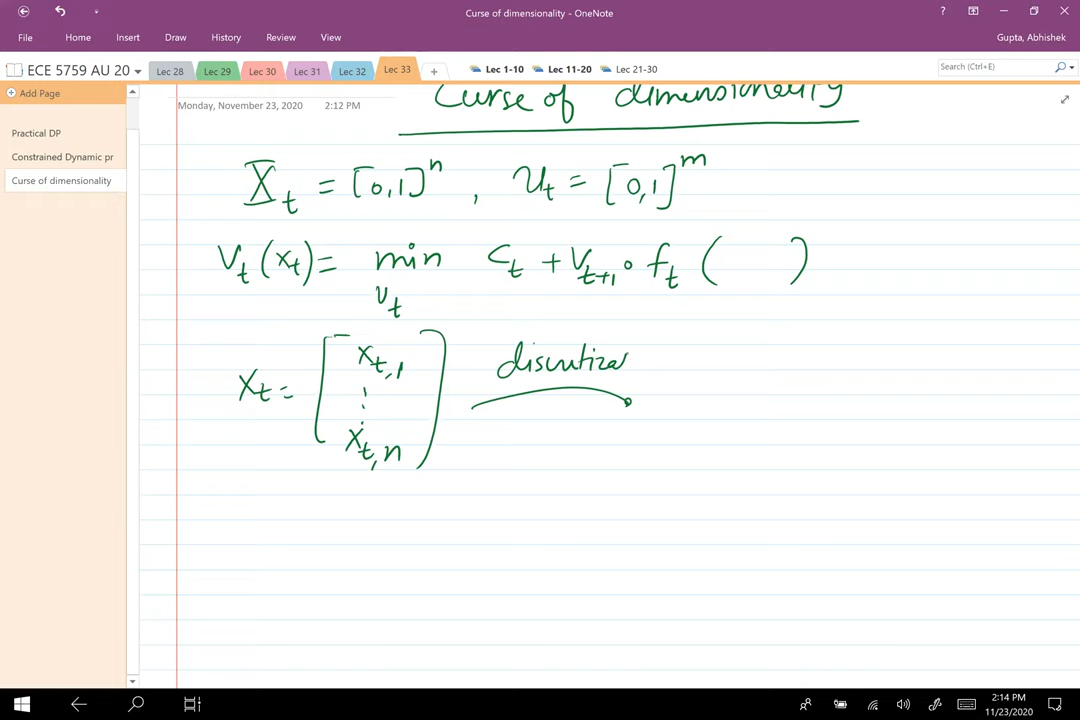 Curse of dimensionality - OneNote
File Home Insert Draw History Review View
Gupta, Abhishek
ECE 5759 AU 20 Lec 28 Lec 29 Lec 30 Lec 31 Lec 32 Lec 33 + Lec 1-10 Lec 11-20 Lec 21-30
Search (Ctrl+E)
Add Page
Practical DP
Constrained Dynamic pr
Curse of dimensionality
Curse of dimensionality
Monday, November 23, 2020 2:12 PM
X_t = [0,1]^n , U_t = [0,1]^m
V_t(x_t) = min C_t + V_{t+1} ∘ f_t ( )
u_t
x_t = [ x_{t,1} ⋮ x_{t,n} ]
discretize
2:14 PM
11/23/2020